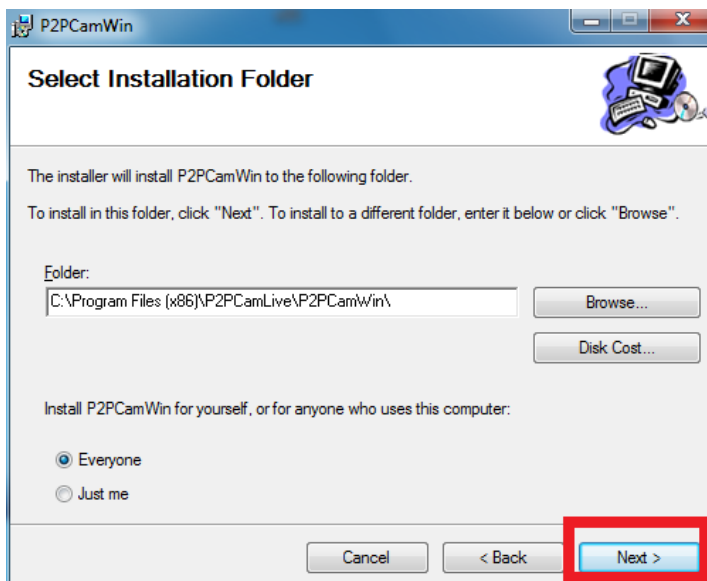 P2PCamWin
Select Installation Folder
The installer will install P2PCamWin to the following folder.
To install in this folder, click "Next". To install to a different folder, enter it below or click "Browse".
Folder:
C:\Program Files (x86)\P2PCamLive\P2PCamWin\
Browse...
Disk Cost...
Install P2PCamWin for yourself, or for anyone who uses this computer:
Everyone
Just me
Cancel
< Back
Next >